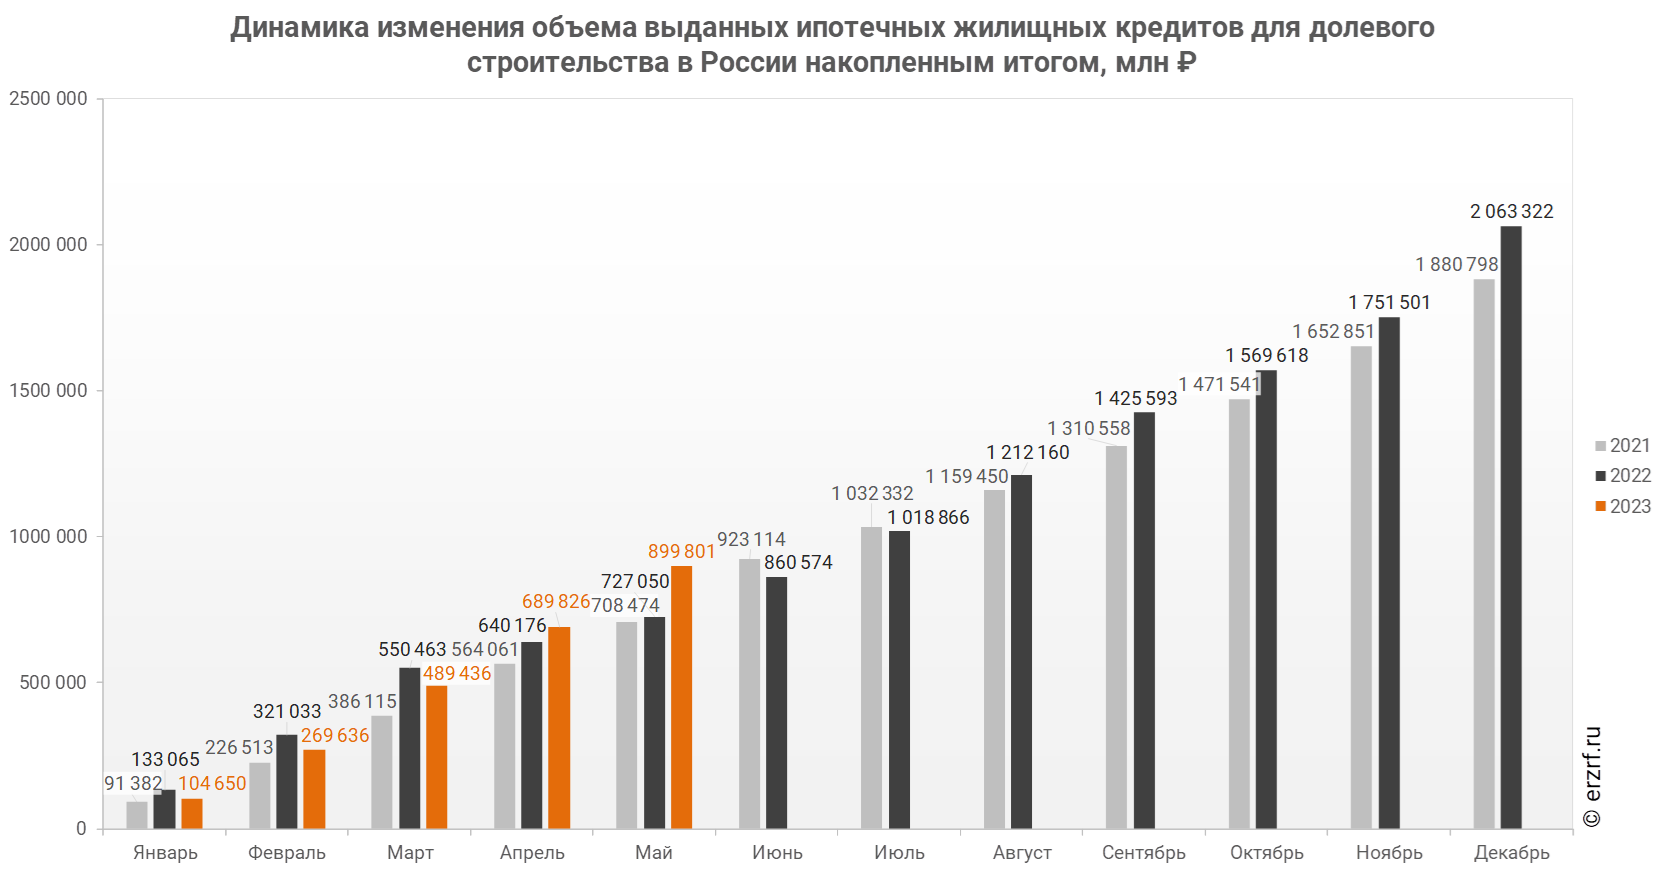 Динамика изменения объема выданных ипотечных жилищных кредитов для долевого
строительства в России накопленным итогом, млн ₽
2500 000
2000 000
1500 000
1000 000
500 000
0
91 382
133 065
104 650
226 513
321 033
269 636
386 115
550 463
489 436
564 061
640 176
689 826
708 474
727 050
899 801
923 114
860 574
1 032 332
1 018 866
1 159 450
1 212 160
1 310 558
1 425 593
1 471 541
1 569 618
1 652 851
1 751 501
1 880 798
2 063 322
Январь
Февраль
Март
Апрель
Май
Июнь
Июль
Август
Сентябрь
Октябрь
Ноябрь
Декабрь
2021
2022
2023
© erzrf.ru